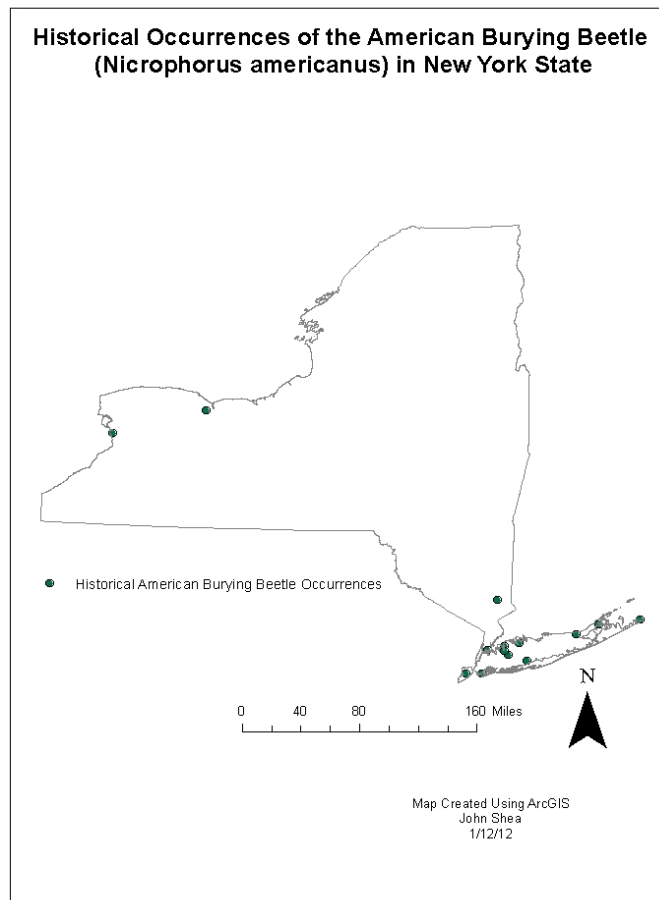 Historical Occurrences of the American Burying Beetle
(Nicrophorus americanus) in New York State
Historical American Burying Beetle Occurrences
N
0 40 80 160 Miles
Map Created Using ArcGIS
John Shea
1/12/12